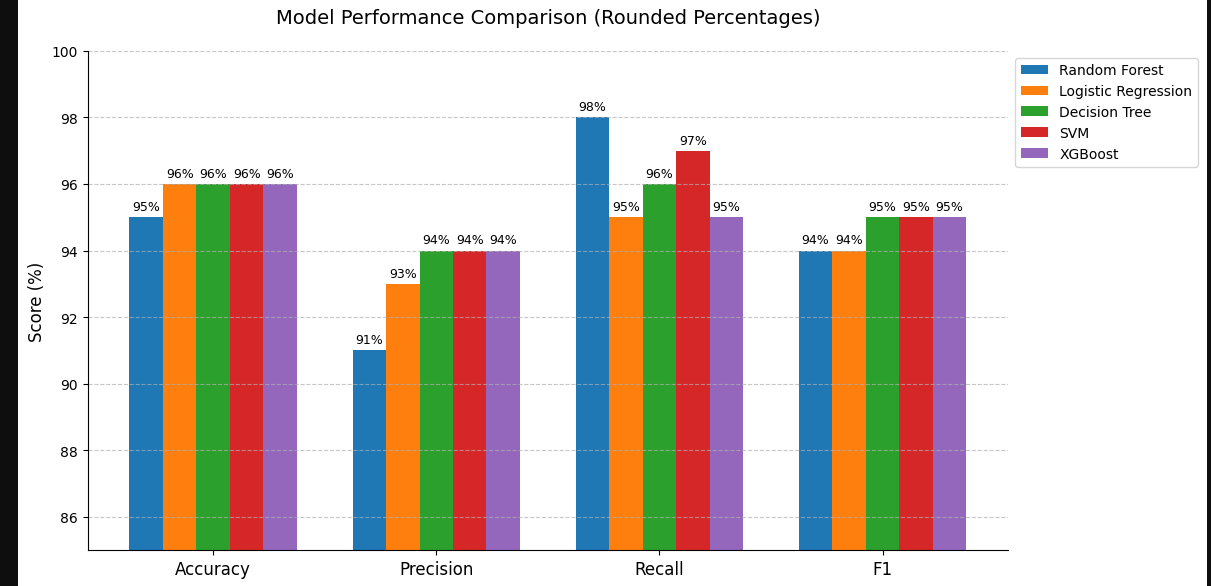 Model Performance Comparison (Rounded Percentages)
Score (%)
100
98
96
94
92
90
88
86
95%
96%
96%
96%
96%
91%
93%
94%
94%
94%
98%
95%
96%
97%
95%
94%
94%
95%
95%
95%
Accuracy
Precision
Recall
F1
Random Forest
Logistic Regression
Decision Tree
SVM
XGBoost